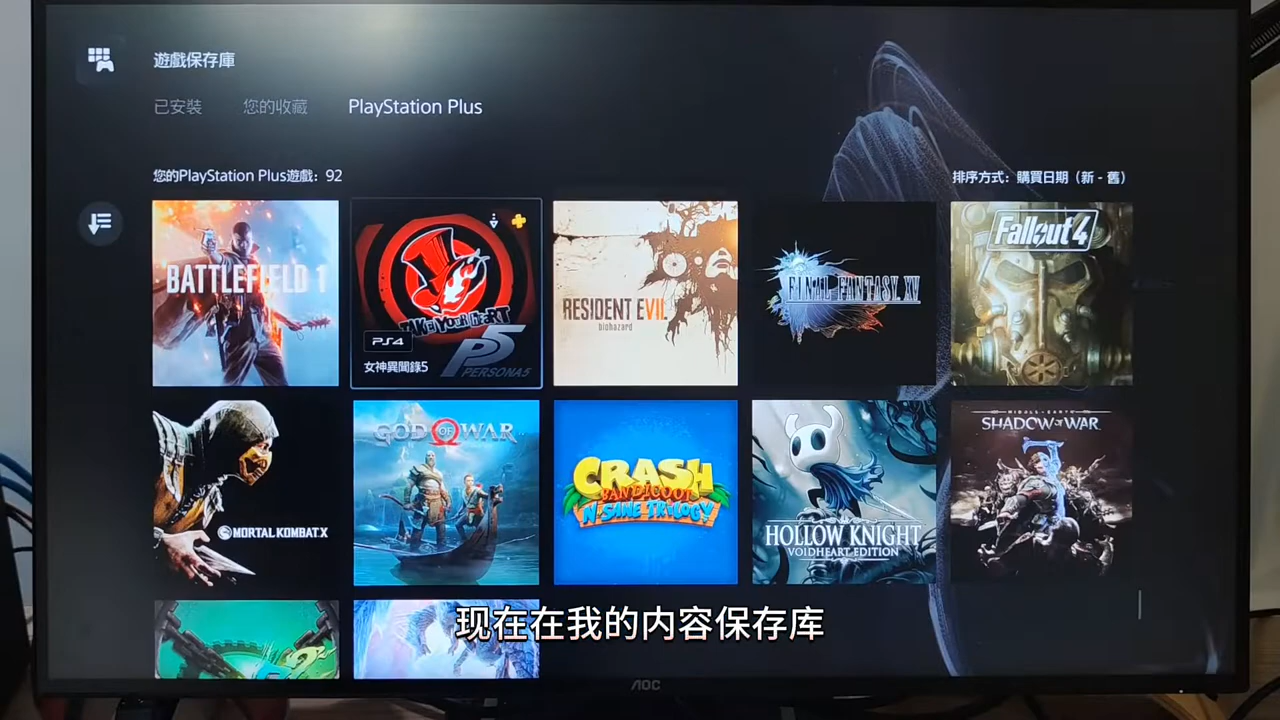 遊戲保存庫
已安裝 您的收藏 PlayStation Plus
您的PlayStation Plus遊戲：92
排序方式：購買日期（新 - 舊）
BATTLEFIELD 1
TAKE YOUR HEART
PS4
女神異聞錄5
P5
PERSONA5
RESIDENT EVIL
biohazard
FINAL FANTASY XV
Fallout 4
MORTAL KOMBAT X
GOD OF WAR
CRASH
BANDICOOT
N. SANE TRILOGY
HOLLOW KNIGHT
VOIDHEART EDITION
MIDDLE-EARTH
SHADOW OF WAR
现在在我的内容保存库
AOC